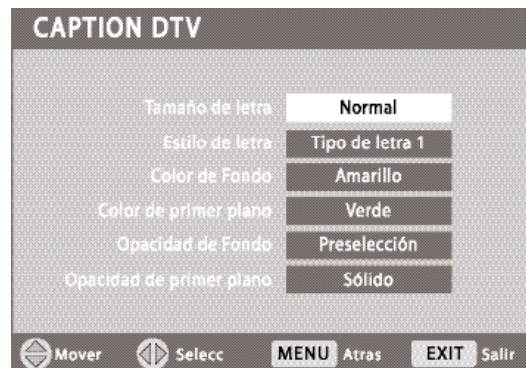 CAPTION DTV
Tamaño de letra Normal
Estilo de letra Tipo de letra 1
Color de Fondo Amarillo
Color de primer plano Verde
Opacidad de Fondo Preselección
Opacidad de primer plano Sólido
Mover Selecc MENU Atras EXIT Salir